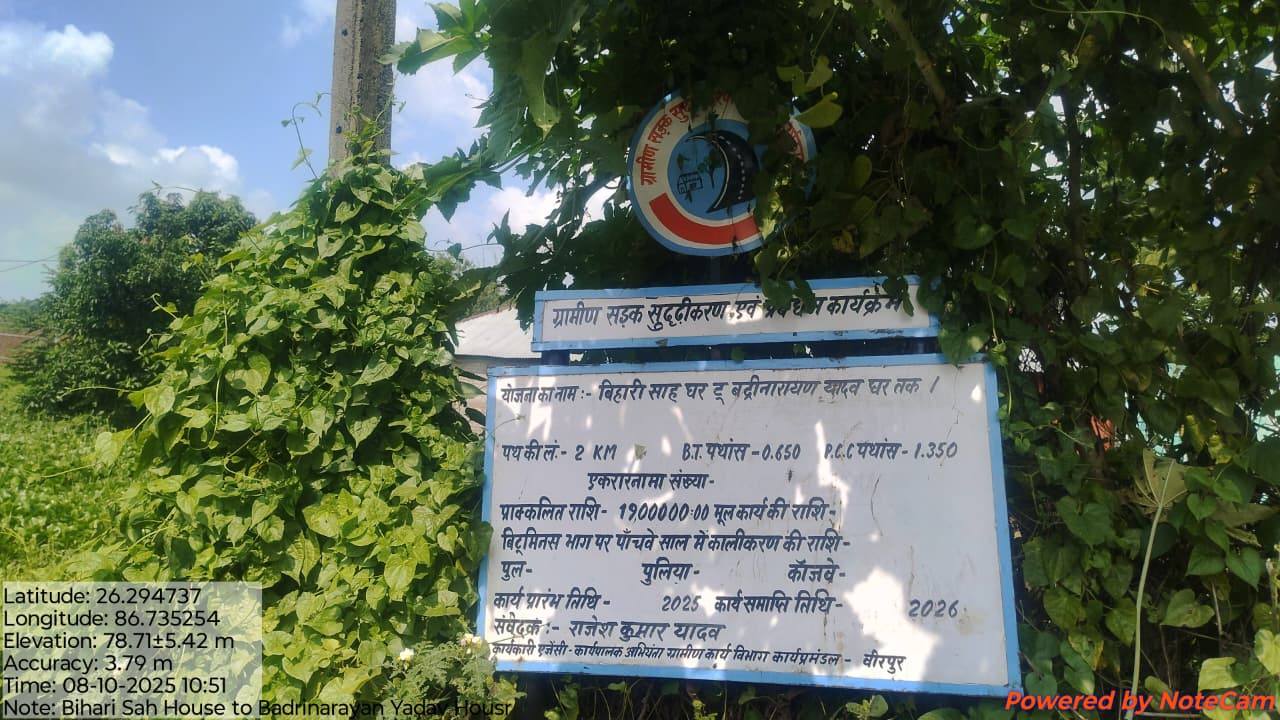 ग्रामीण सड़क सु
ग्रामीण सड़क सुदृढीकरण एवं प्रबंधन कार्यक्रम
योजना का नाम :- बिहारी साह घर टू बद्रीनारायण यादव घर तक ।
पथ की लं.- 2 KM B.T. पथांस - 0.650 P.C.C पथांस - 1.350
एकरारनामा संख्या-
प्राक्कलित राशि- 1900000:00 मूल कार्य की राशि-
बिटूमिनस भाग पर पाँचवे साल में कालीकरण की राशि-
पुल- पुलिया- कॉजवे-
कार्य प्रारंभ तिथि- 2025 कार्य समाप्ति तिथि- 2026
संवेदक :- राजेश कुमार यादव
कार्यकारी एजेंसी - कार्यपालक अभियंता ग्रामीण कार्य विभाग कार्यप्रमंडल - वीरपुर
Latitude: 26.294737
Longitude: 86.735254
Elevation: 78.71±5.42 m
Accuracy: 3.79 m
Time: 08-10-2025 10:51
Note: Bihari Sah House to Badrinarayan Yadav Housr
Powered by NoteCam